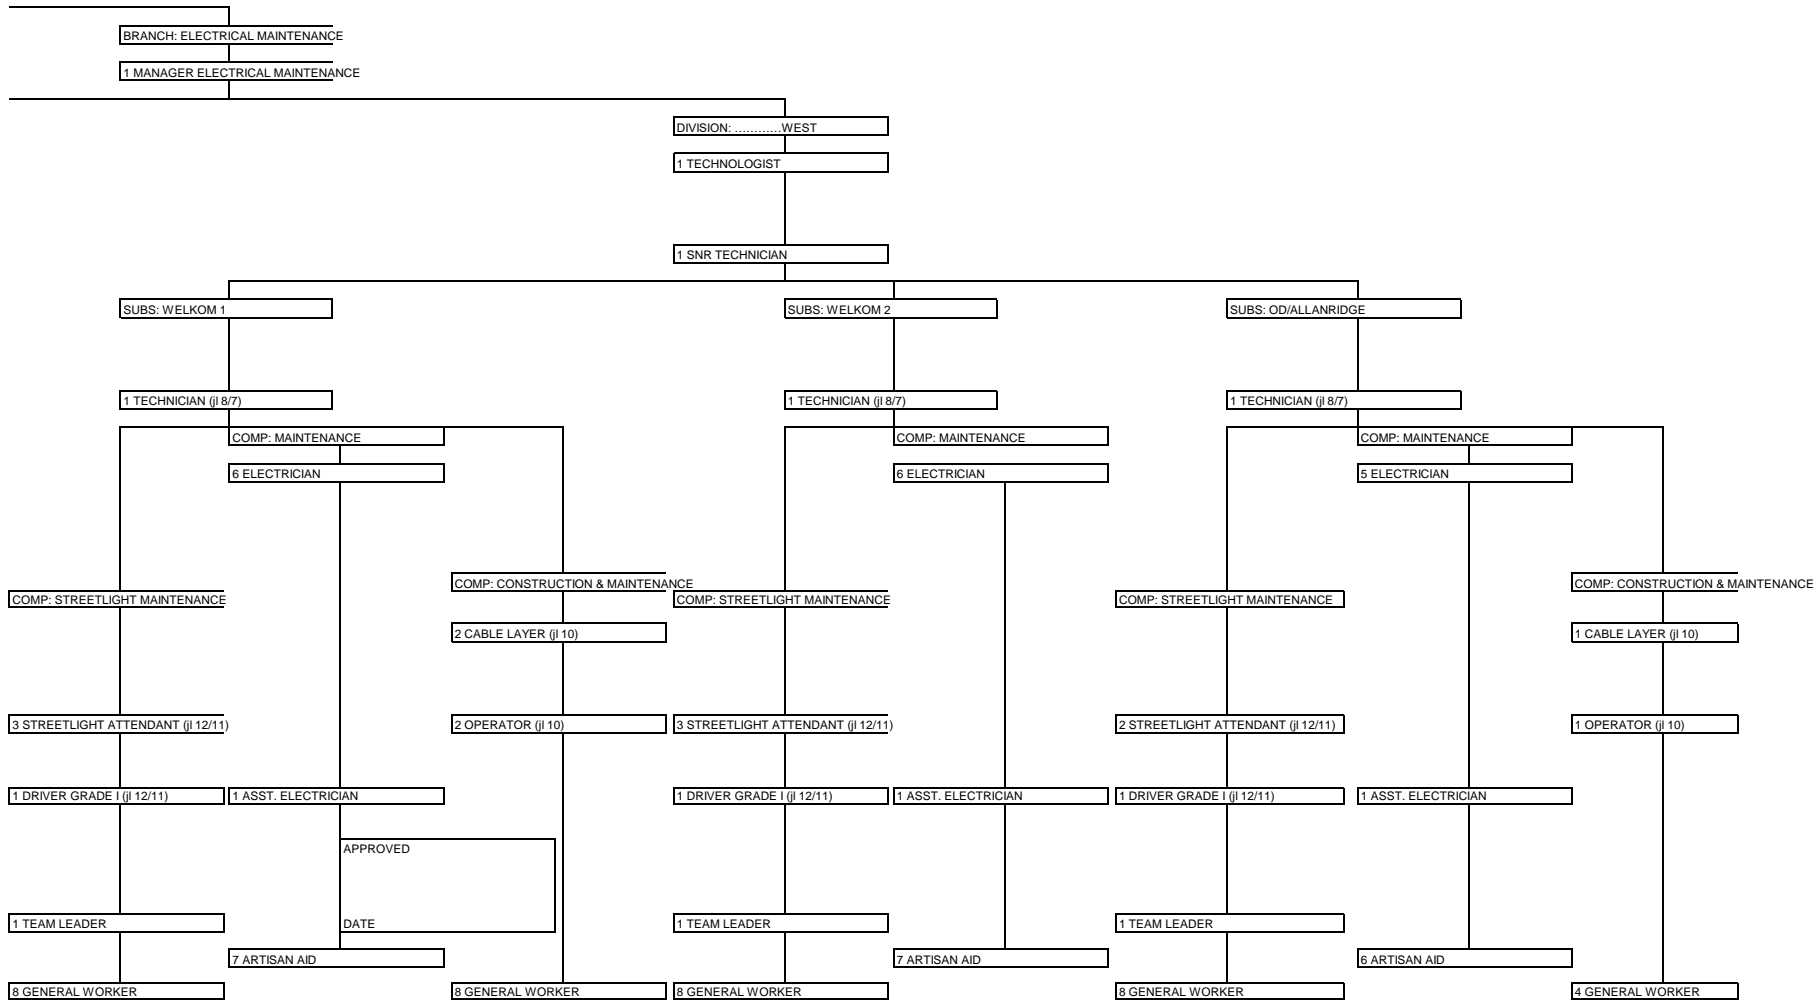 BRANCH: ELECTRICAL MAINTENANCE
1 MANAGER ELECTRICAL MAINTENANCE
DIVISION: ............WEST
1 TECHNOLOGIST
1 SNR TECHNICIAN
SUBS: WELKOM 1
SUBS: WELKOM 2
SUBS: OD/ALLANRIDGE
1 TECHNICIAN (jl 8/7)
1 TECHNICIAN (jl 8/7)
1 TECHNICIAN (jl 8/7)
COMP: MAINTENANCE
COMP: MAINTENANCE
COMP: MAINTENANCE
6 ELECTRICIAN
6 ELECTRICIAN
5 ELECTRICIAN
COMP: CONSTRUCTION & MAINTENANCE
COMP: CONSTRUCTION & MAINTENANCE
COMP: STREETLIGHT MAINTENANCE
COMP: STREETLIGHT MAINTENANCE
COMP: STREETLIGHT MAINTENANCE
2 CABLE LAYER (jl 10)
1 CABLE LAYER (jl 10)
3 STREETLIGHT ATTENDANT (jl 12/11)
2 OPERATOR (jl 10)
3 STREETLIGHT ATTENDANT (jl 12/11)
2 STREETLIGHT ATTENDANT (jl 12/11)
1 OPERATOR (jl 10)
1 DRIVER GRADE I (jl 12/11)
1 ASST. ELECTRICIAN
1 DRIVER GRADE I (jl 12/11)
1 ASST. ELECTRICIAN
1 DRIVER GRADE I (jl 12/11)
1 ASST. ELECTRICIAN
APPROVED
1 TEAM LEADER
DATE
1 TEAM LEADER
1 TEAM LEADER
7 ARTISAN AID
7 ARTISAN AID
6 ARTISAN AID
8 GENERAL WORKER
8 GENERAL WORKER
8 GENERAL WORKER
8 GENERAL WORKER
4 GENERAL WORKER